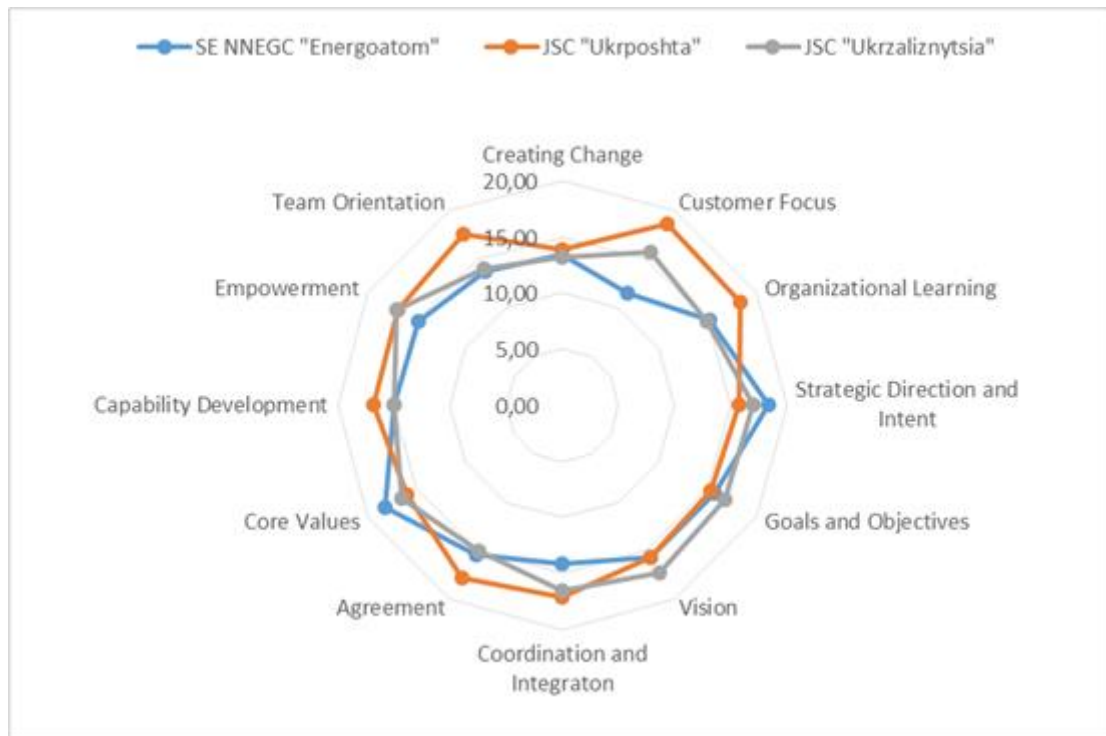 SE NNEGC "Energoatom" JSC "Ukrposhta" JSC "Ukrzaliznytsia"
Creating Change
20,00
Customer Focus
Team Orientation
15,00
Empowerment
10,00
Organizational Learning
5,00
Capability Development
0,00
Strategic Direction and
Intent
Core Values
Goals and Objectives
Agreement
Vision
Coordination and
Integraton